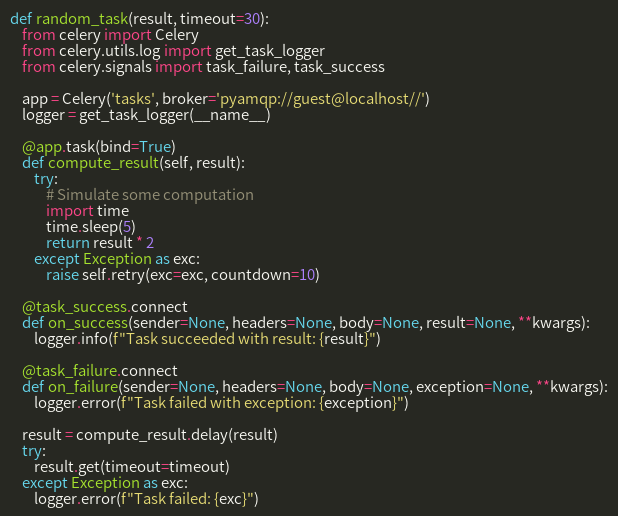 def random_task(result, timeout=30):
    from celery import Celery
    from celery.utils.log import get_task_logger
    from celery.signals import task_failure, task_success

    app = Celery('tasks', broker='pyamqp://guest@localhost//')
    logger = get_task_logger(__name__)

    @app.task(bind=True)
    def compute_result(self, result):
        try:
            # Simulate some computation
            import time
            time.sleep(5)
            return result * 2
        except Exception as exc:
            raise self.retry(exc=exc, countdown=10)

    @task_success.connect
    def on_success(sender=None, headers=None, body=None, result=None, **kwargs):
        logger.info(f"Task succeeded with result: {result}")

    @task_failure.connect
    def on_failure(sender=None, headers=None, body=None, exception=None, **kwargs):
        logger.error(f"Task failed with exception: {exception}")

    result = compute_result.delay(result)
    try:
        result.get(timeout=timeout)
    except Exception as exc:
        logger.error(f"Task failed: {exc}")